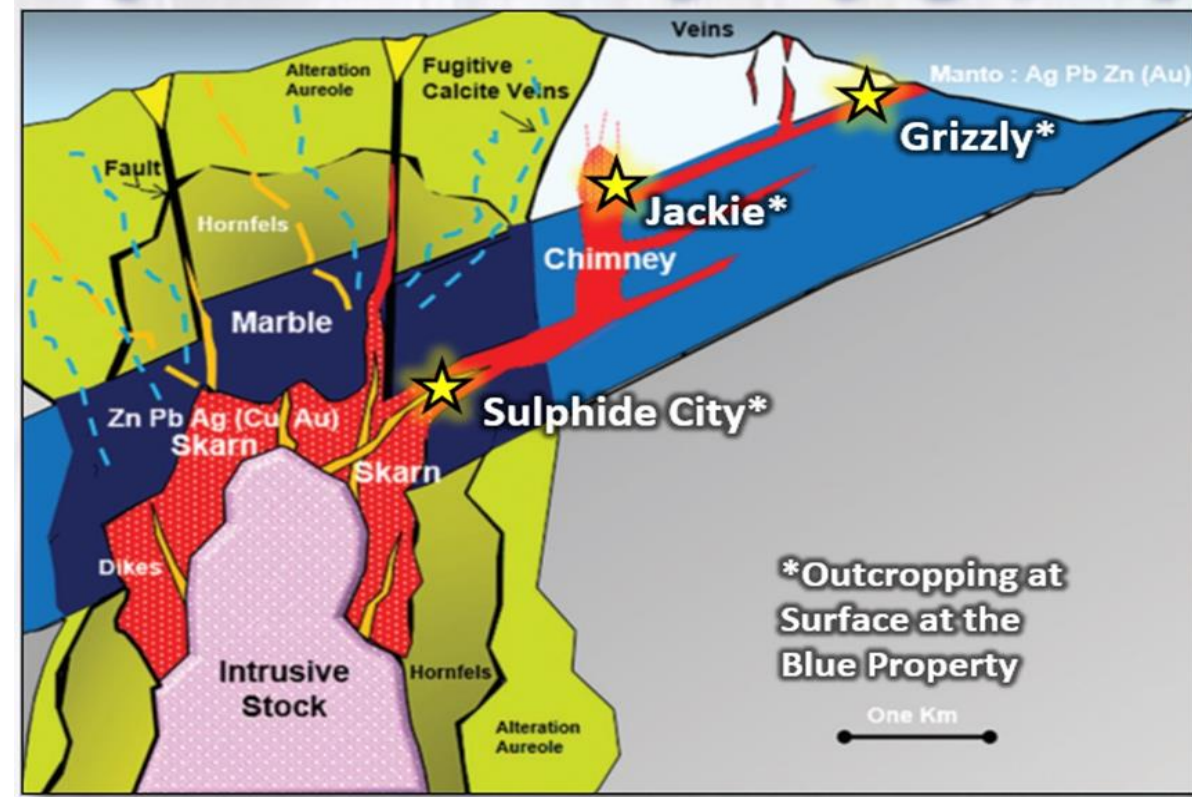 Veins
Alteration
Aureole
Fugitive
Calcite Veins
Manto : Ag Pb Zn (Au)
Grizzly*
Fault
Jackie*
Hornfels
Chimney
Marble
Sulphide City*
Zn Pb Ag (Cu Au)
Skarn
Skarn
Dikes
*Outcropping at
Surface at the
Blue Property
Intrusive
Stock
Hornfels
One Km
Alteration
Aureole